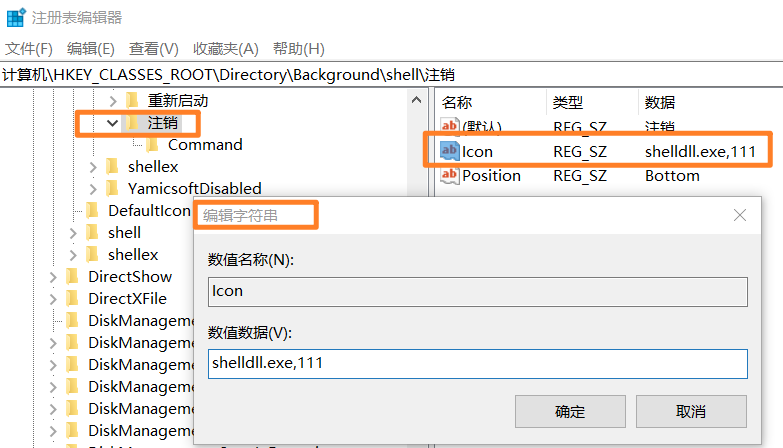 注册表编辑器
文件(F) 编辑(E) 查看(V) 收藏夹(A) 帮助(H)
计算机\HKEY_CLASSES_ROOT\Directory\Background\shell\注销
重新启动
注销
Command
shellex
YamicsoftDisabled
DefaultIcon
shell
shellex
DirectShow
DirectXFile
DiskManageme
DiskManageme
DiskManageme
DiskManageme
DiskManageme
DiskManageme
名称 类型 数据
(默认) REG_SZ 注销
Icon REG_SZ shelldll.exe,111
Position REG_SZ Bottom
编辑字符串
数值名称(N):
Icon
数值数据(V):
shelldll.exe,111
确定 取消